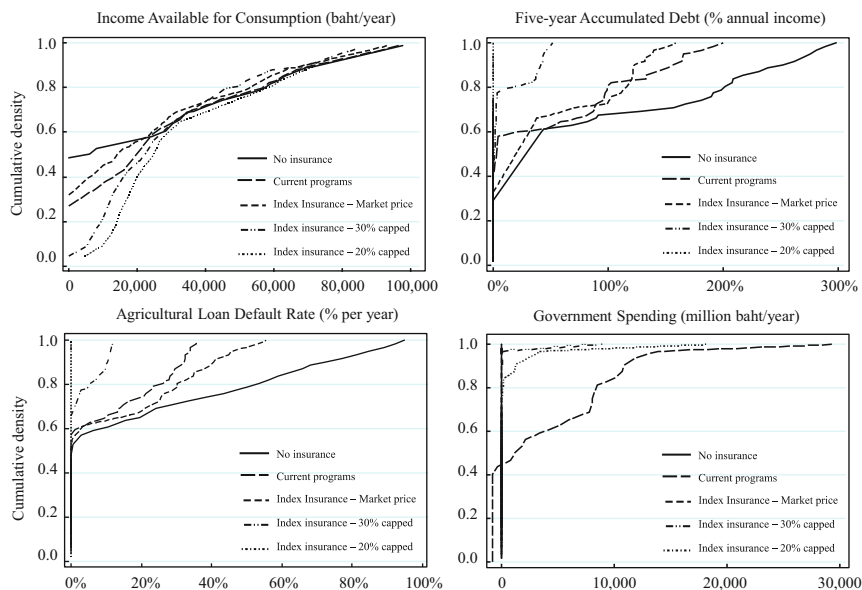 Income Available for Consumption (baht/year)
Cumulative density
1.0
0.8
0.6
0.4
0.2
0.0
No insurance
Current programs
Index Insurance – Market price
Index insurance – 30% capped
Index insurance – 20% capped
0 20,000 40,000 60,000 80,000 100,000
Five-year Accumulated Debt (% annual income)
1.0
0.8
0.6
0.4
0.2
0.0
No insurance
Current programs
Index Insurance – Market price
Index insurance – 30% capped
Index insurance – 20% capped
0% 100% 200% 300%
Agricultural Loan Default Rate (% per year)
Cumulative density
1.0
0.8
0.6
0.4
0.2
0.0
No insurance
Current programs
Index Insurance – Market price
Index insurance – 30% capped
Index insurance – 20% capped
0% 20% 40% 60% 80% 100%
Government Spending (million baht/year)
1.0
0.8
0.6
0.4
0.2
0.0
No insurance
Current programs
Index Insurance – Market price
Index insurance – 30% capped
Index insurance – 20% capped
0 10,000 20,000 30,000